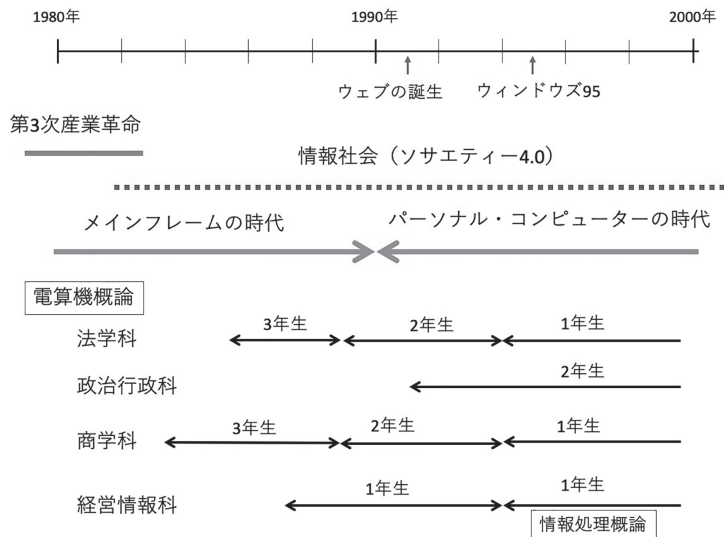 1980年 1990年 2000年
ウェブの誕生 ウィンドウズ95
第3次産業革命
情報社会（ソサエティー4.0）
メインフレームの時代 パーソナル・コンピューターの時代
電算機概論
法学科 3年生 2年生 1年生
政治行政科 2年生
商学科 3年生 2年生 1年生
経営情報科 1年生 1年生
情報処理概論